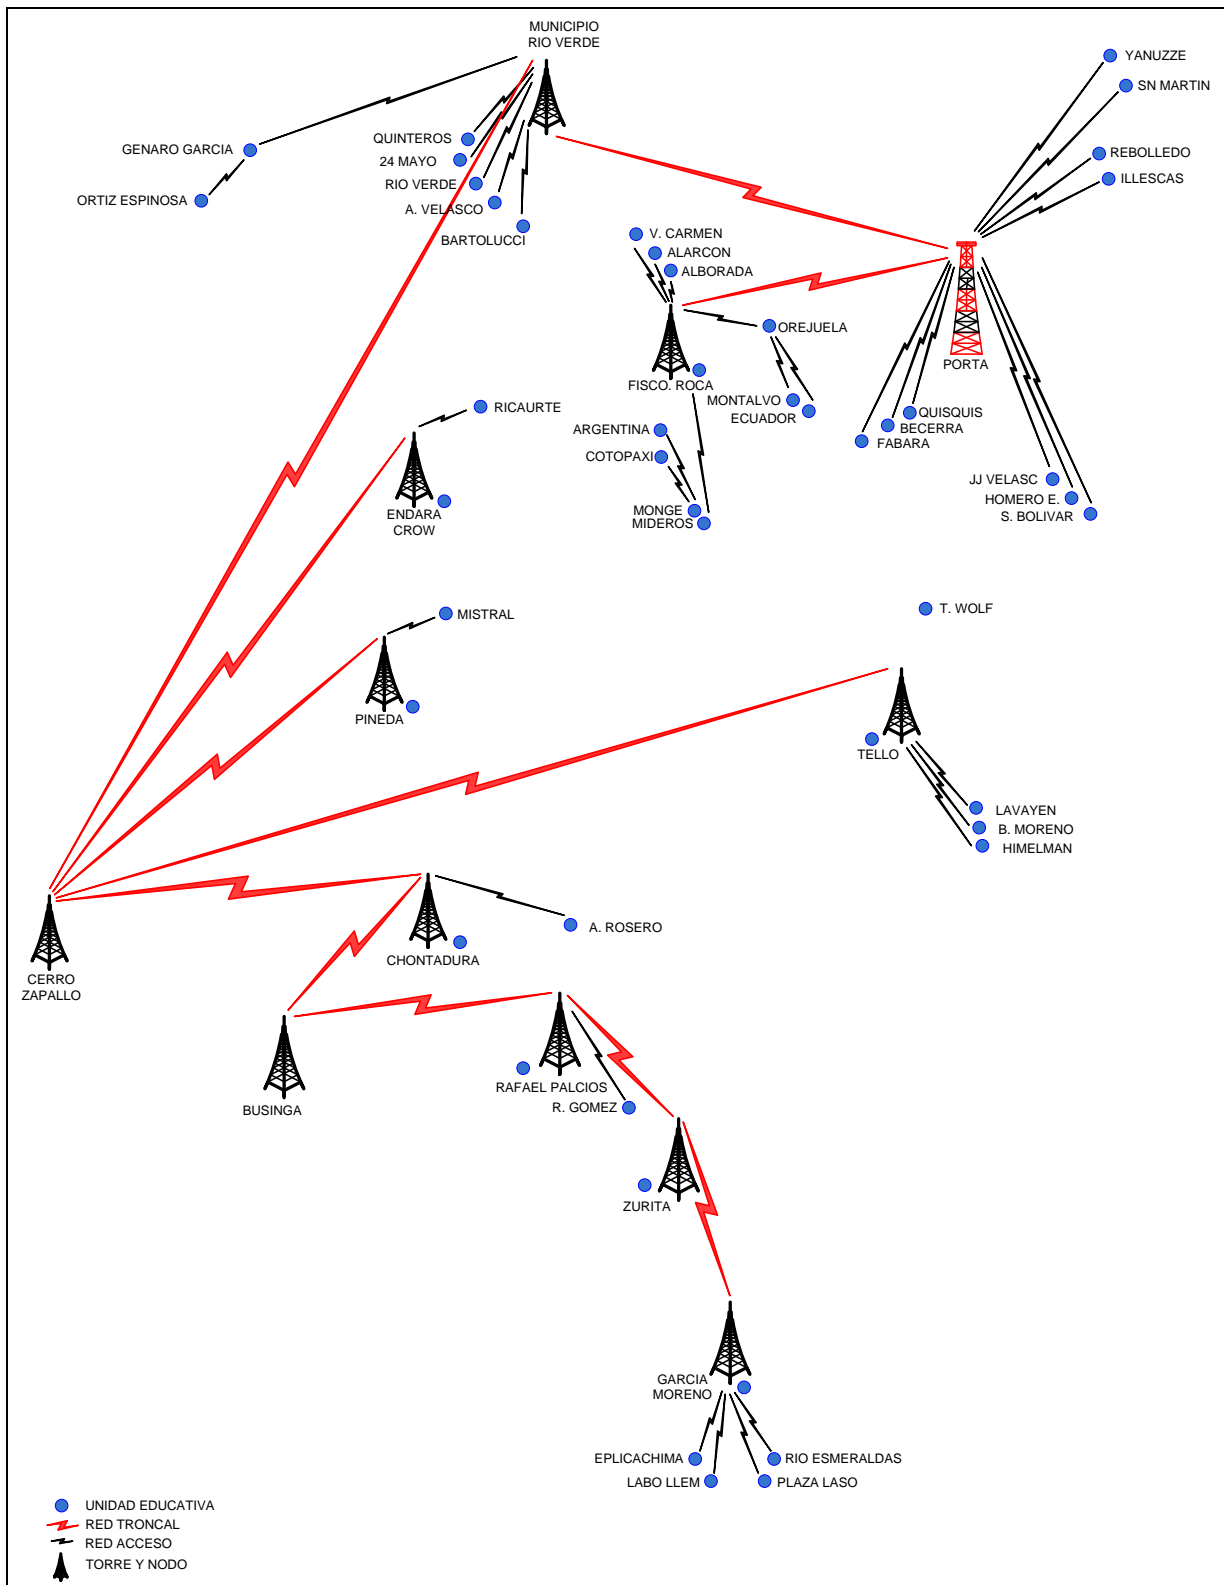 MUNICIPIO
RIO VERDE
YANUZZE
SN MARTIN
QUINTEROS
GENARO GARCIA
24 MAYO
REBOLLEDO
RIO VERDE
ILLESCAS
ORTIZ ESPINOSA
A. VELASCO
BARTOLUCCI
V. CARMEN
ALARCON
ALBORADA
OREJUELA
PORTA
FISCO. ROCA
MONTALVO
ECUADOR
RICAURTE
QUISQUIS
BECERRA
FABARA
ARGENTINA
COTOPAXI
JJ VELASC
HOMERO E.
S. BOLIVAR
MONGE
MIDEROS
ENDARA
CROW
T. WOLF
MISTRAL
PINEDA
TELLO
LAVAYEN
B. MORENO
HIMELMAN
A. ROSERO
CHONTADURA
CERRO
ZAPALLO
RAFAEL PALCIOS
R. GOMEZ
BUSINGA
ZURITA
GARCIA
MORENO
EPLICACHIMA
RIO ESMERALDAS
LABO LLEM
PLAZA LASO
UNIDAD EDUCATIVA
RED TRONCAL
RED ACCESO
TORRE Y NODO